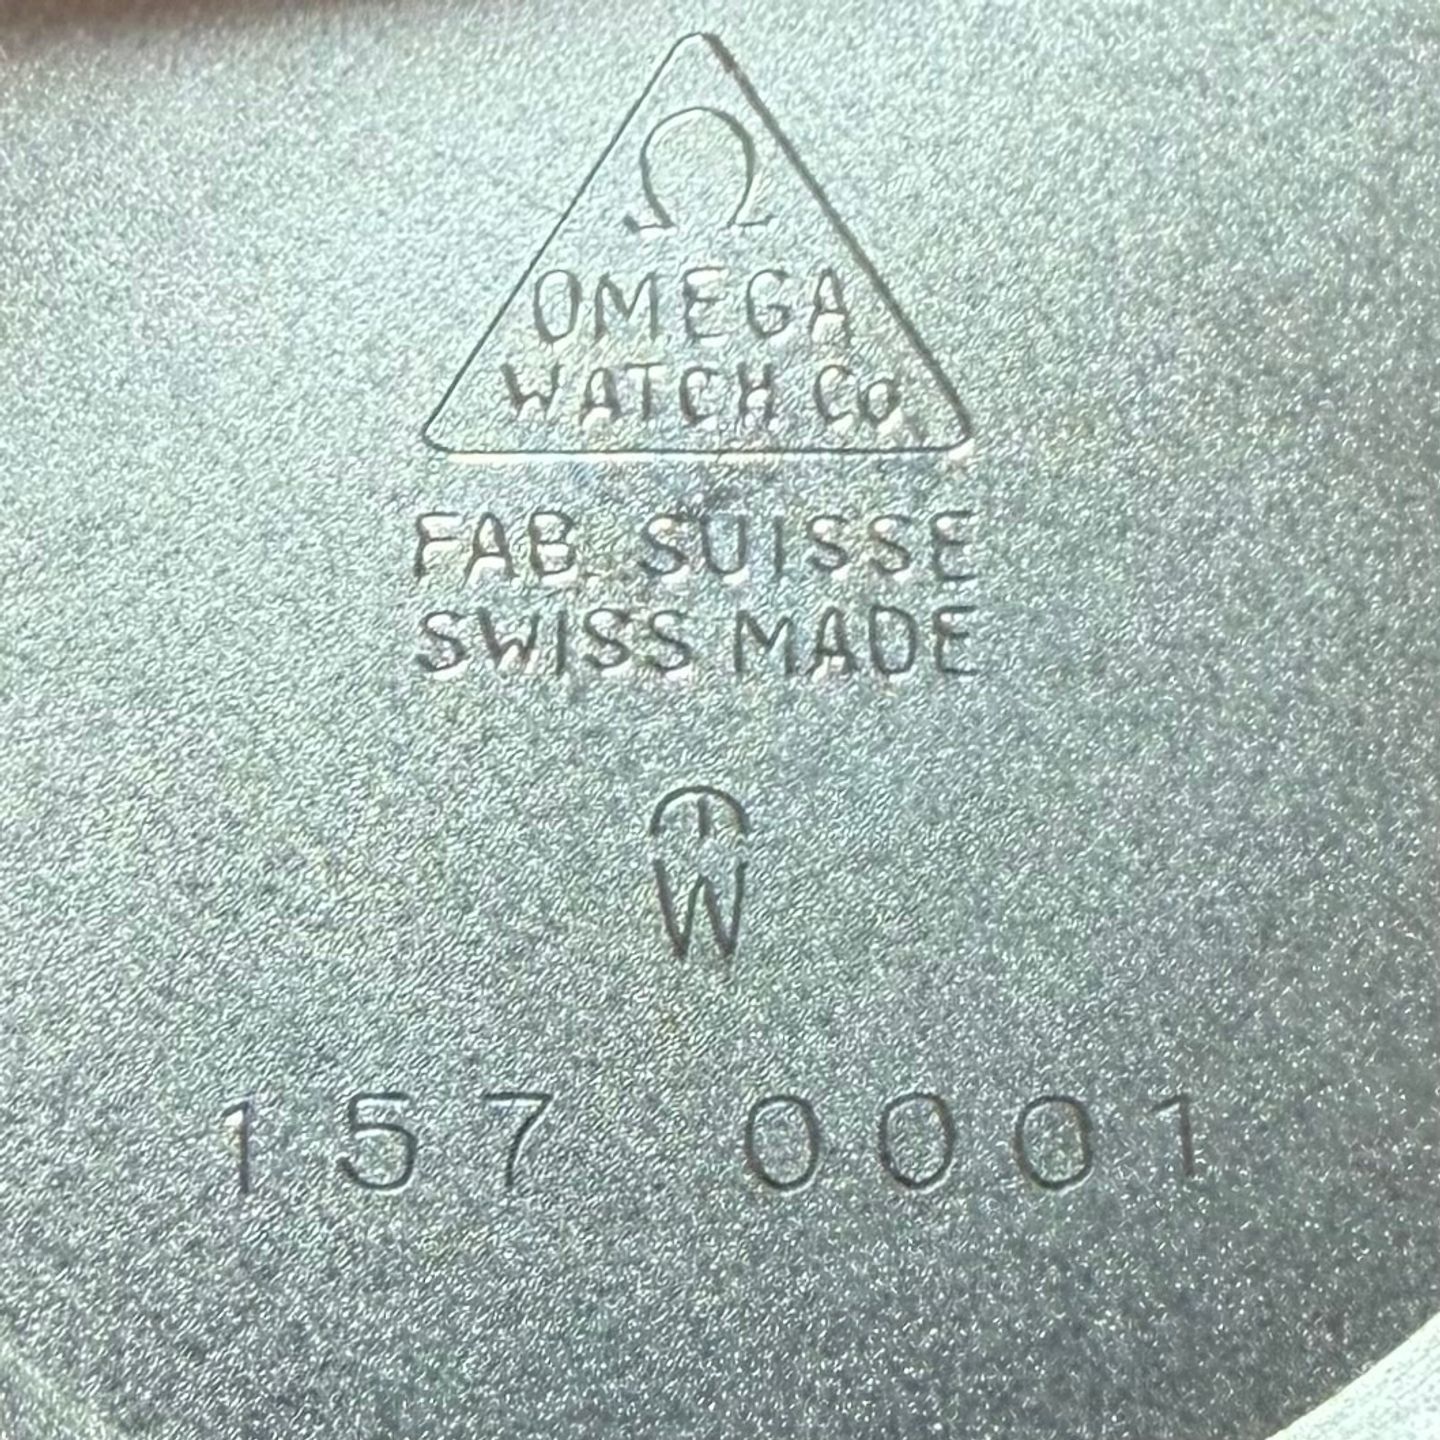 Ω
OMEGA
WATCH Co
FAB. SUISSE
SWISS MADE
W
157 0001